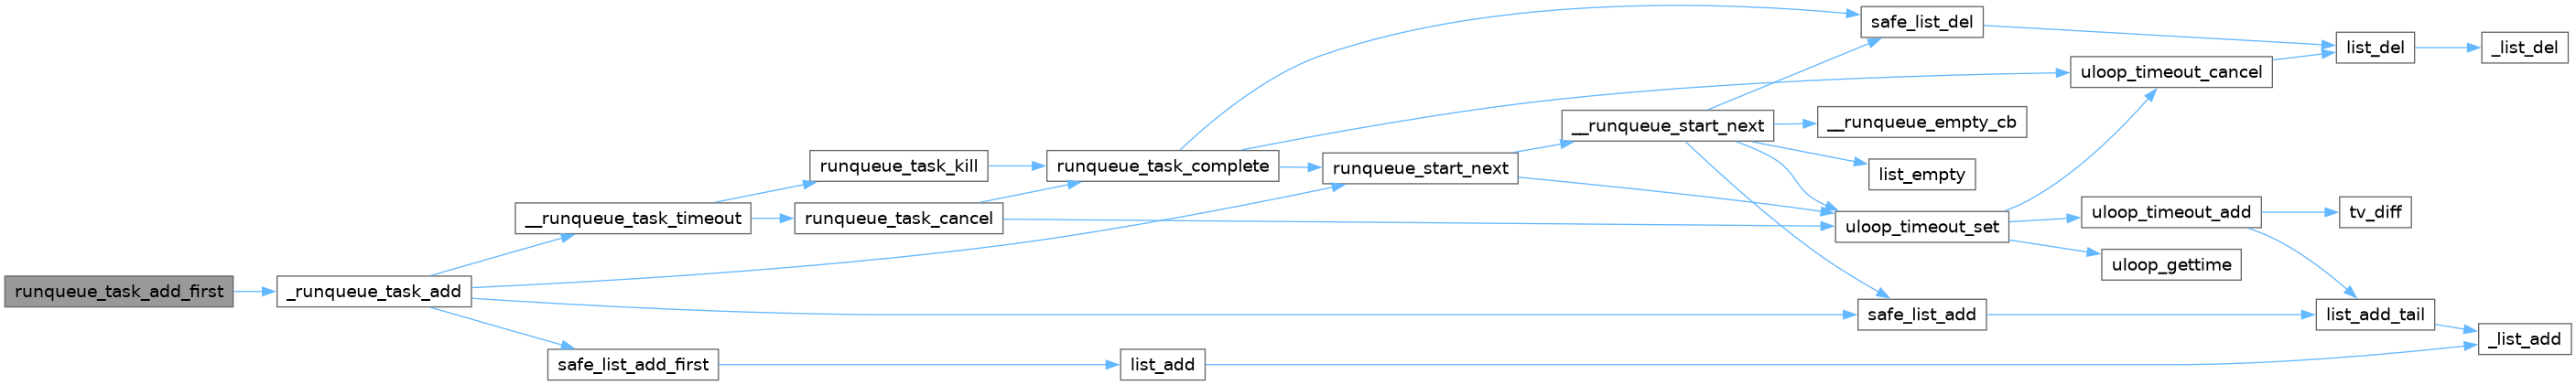 runqueue_task_add_first
_runqueue_task_add
__runqueue_task_timeout
safe_list_add_first
runqueue_task_kill
runqueue_task_cancel
runqueue_task_complete
list_add
runqueue_start_next
__runqueue_start_next
safe_list_del
__runqueue_empty_cb
list_empty
uloop_timeout_set
safe_list_add
uloop_timeout_cancel
uloop_timeout_add
uloop_gettime
list_del
tv_diff
list_add_tail
_list_del
_list_add